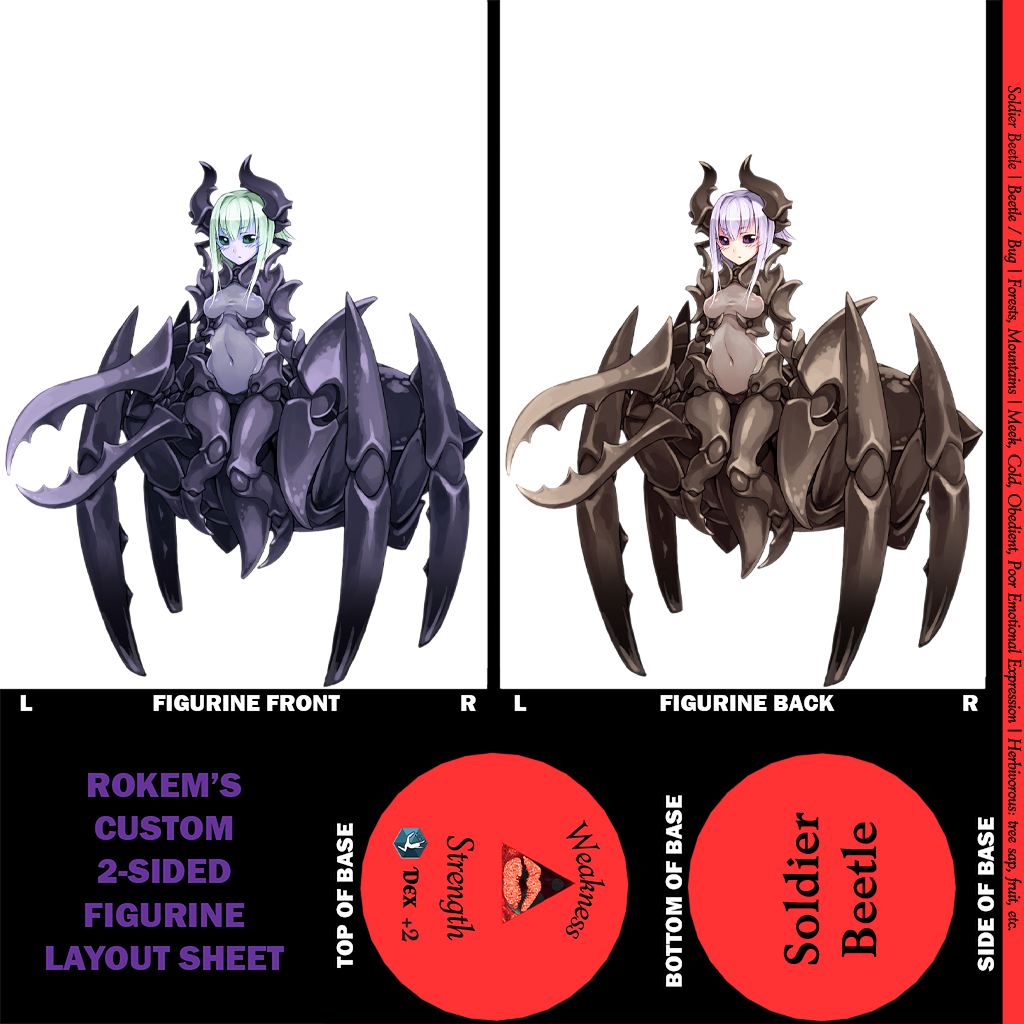 L
FIGURINE FRONT
R
L
FIGURINE BACK
R
ROKEM'S
CUSTOM
2-SIDED
FIGURINE
LAYOUT SHEET
TOP OF BASE
Weakness
Strength
Dex +2
BOTTOM OF BASE
Soldier
Beetle
SIDE OF BASE
Soldier Beetle | Beetle / Bug | Forests, Mountains | Meek, Cold, Obedient, Poor Emotional Expression | Herbivorous: tree sap, fruit, etc.